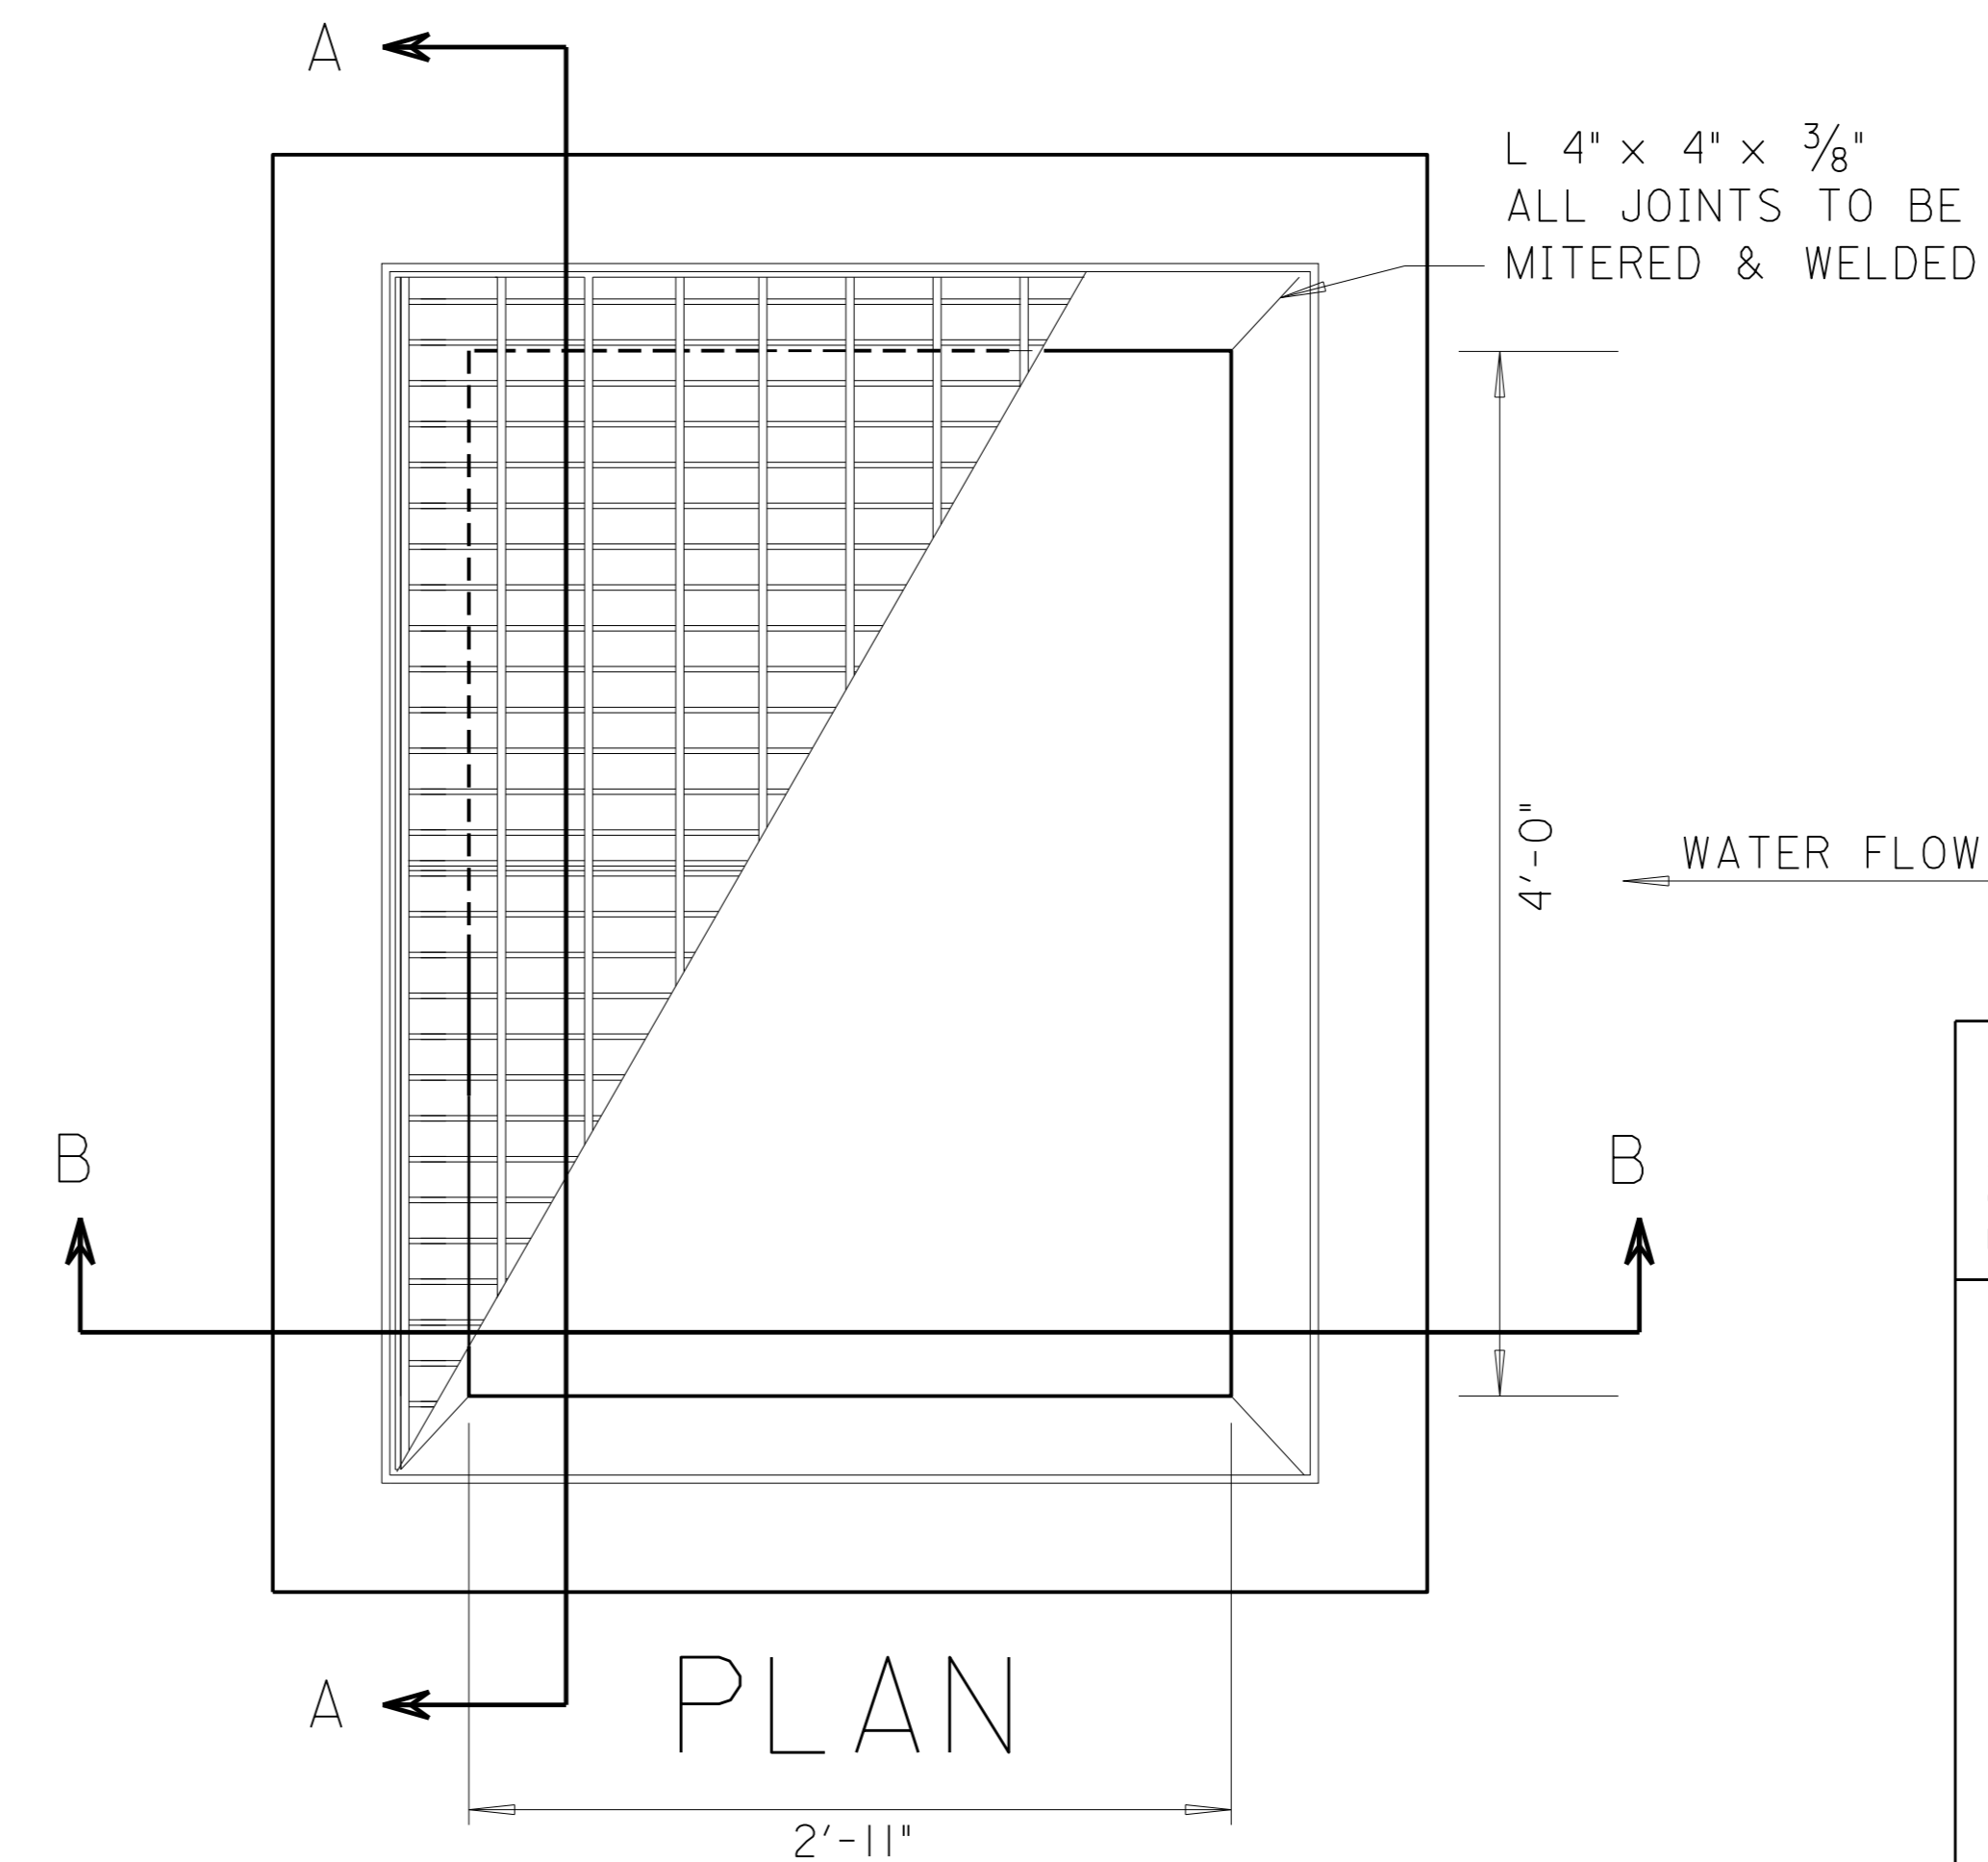 A
L 4" x 4" x 3/8"
ALL JOINTS TO BE
MITERED & WELDED
4'-0"
WATER FLOW
B
B
A
PLAN
2'-11"